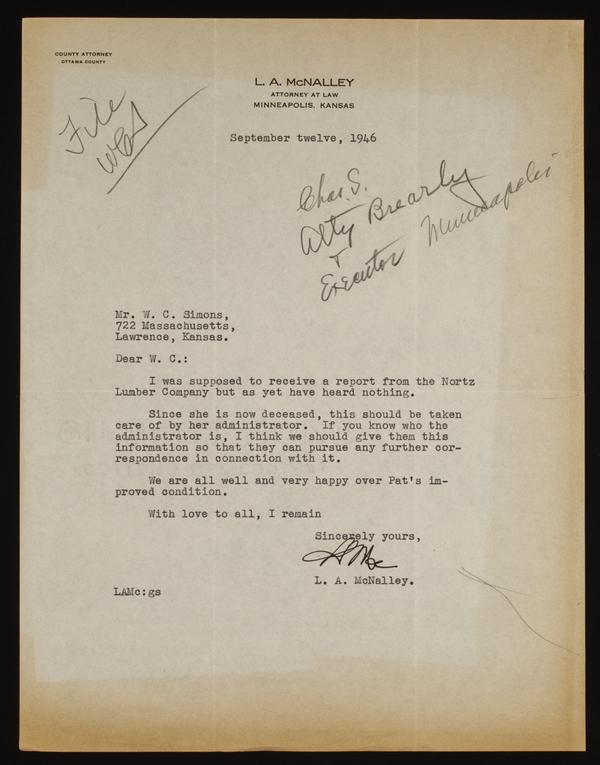 COUNTY ATTORNEY
OTTAWA COUNTY
L. A. McNALLEY
ATTORNEY AT LAW
MINNEAPOLIS, KANSAS
File
WCS
September twelve, 1946
Chas. S.
Atty Brearly
+
Executor Minneapolis
Mr. W. C. Simons,
722 Massachusetts,
Lawrence, Kansas.
Dear W. C.:
I was supposed to receive a report from the Nortz
Lumber Company but as yet have heard nothing.
Since she is now deceased, this should be taken
care of by her administrator. If you know who the
administrator is, I think we should give them this
information so that they can pursue any further cor-
respondence in connection with it.
We are all well and very happy over Pat's im-
proved condition.
With love to all, I remain
Sincerely yours,
L. A. McNalley.
LAMc:gs